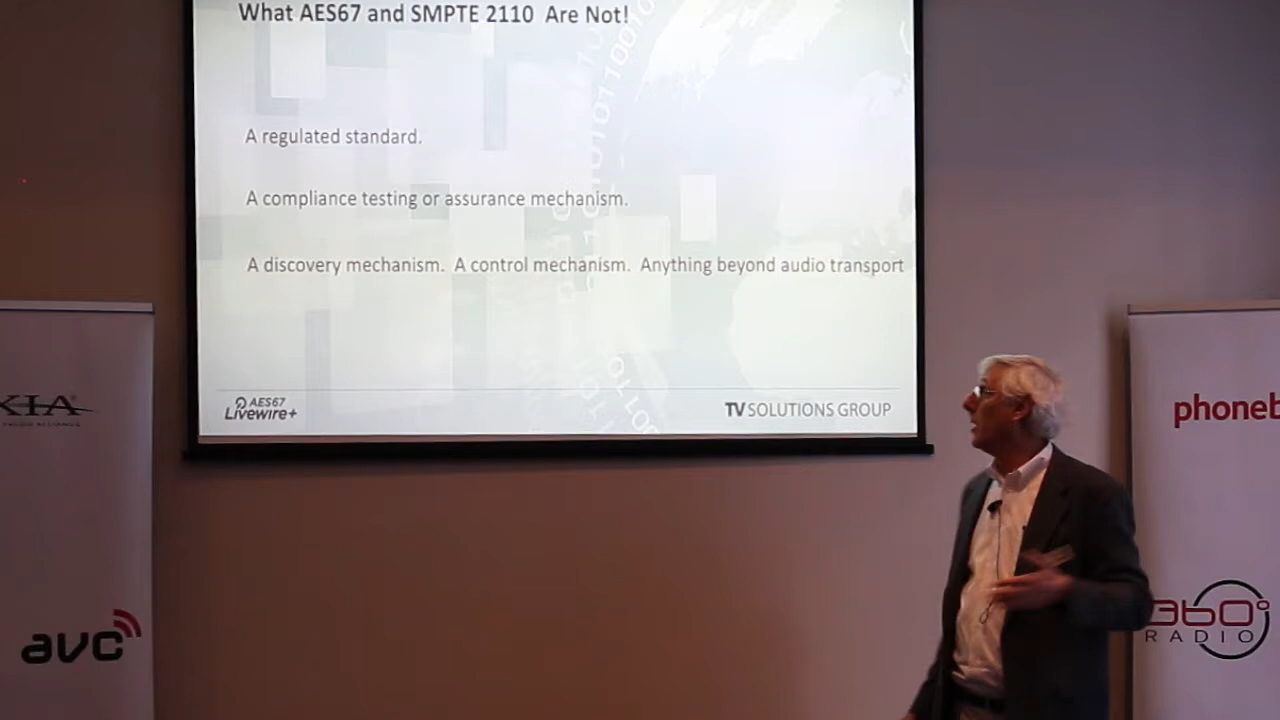 What AES67 and SMPTE 2110 Are Not!
A regulated standard.
A compliance testing or assurance mechanism.
A discovery mechanism. A control mechanism. Anything beyond audio transport
AES67
Livewire+
TV SOLUTIONS GROUP
KIA
avc
phoneb
360°
RADIO